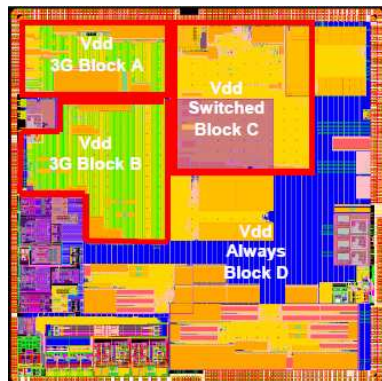 Vdd
3G Block A
Vdd
Switched
Block C
Vdd
3G Block B
Vdd
Always
Block D